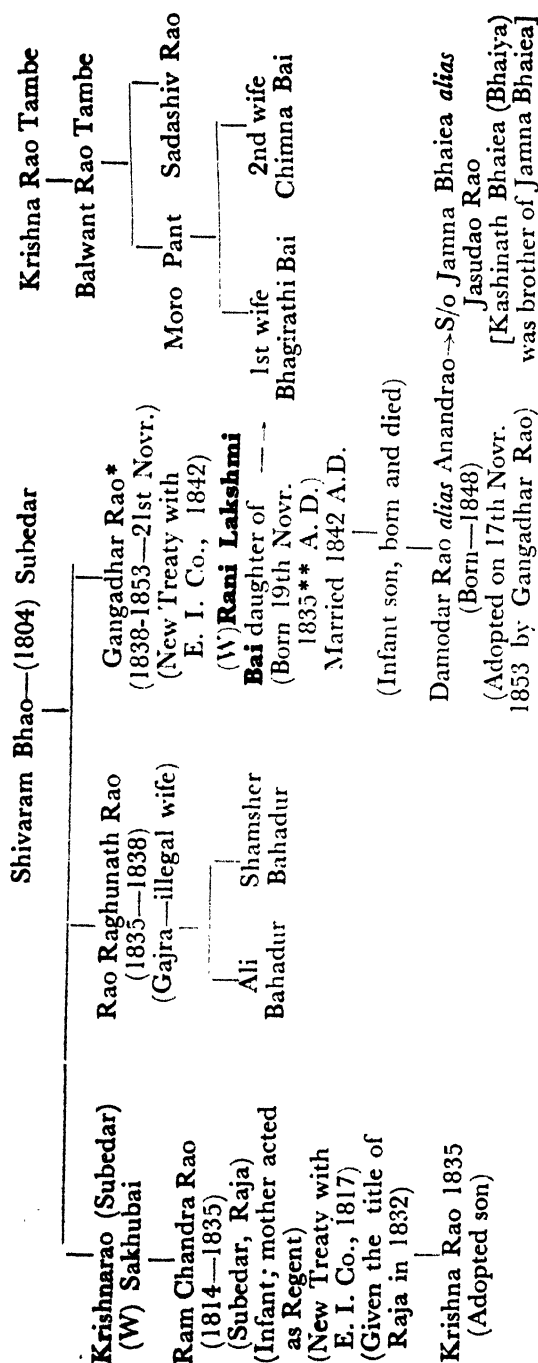 Shivaram Bhao—(1804) Subedar
Krishnarao (Subedar)
(W) Sakhubai
Ram Chandra Rao
(1814—1835)
(Subedar, Raja)
(Infant; mother acted
as Regent)
(New Treaty with
E. I. Co., 1817)
(Given the title of
Raja in 1832)
Krishna Rao 1835
(Adopted son)
Rao Raghunath Rao
(1835—1838)
(Gajra—illegal wife)
Ali
Bahadur
Shamsher
Bahadur
Gangadhar Rao*
(1838-1853—21st Novr.)
(New Treaty with
E. I. Co., 1842)
(W) Rani Lakshmi
Bai daughter of
(Born 19th Novr.
1835** A. D.)
Married 1842 A.D.
(Infant son, born and died)
Damodar Rao alias Anandrao→S/o Jamna Bhaiea alias
(Born—1848)
Jasudao Rao
(Adopted on 17th Novr.
1853 by Gangadhar Rao)
[Kashinath Bhaiea (Bhaiya)
was brother of Jamna Bhaiea]
Krishna Rao Tambe
Balwant Rao Tambe
Moro Pant
Sadashiv Rao
1st wife
Bhagirathi Bai
2nd wife
Chimna Bai